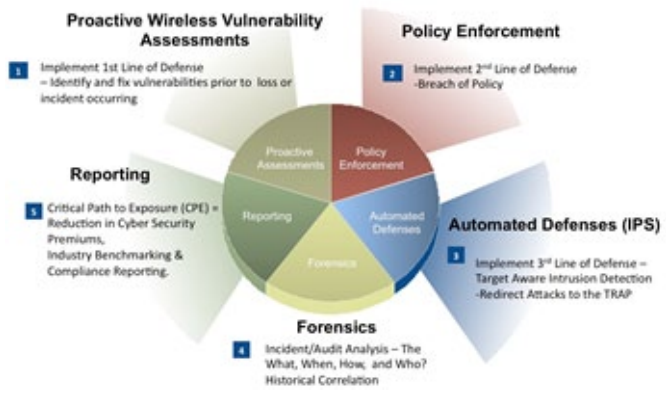 Proactive Wireless Vulnerability
Assessments
1
Implement 1st Line of Defense
– Identify and fix vulnerabilities prior to loss or
incident occurring
Policy Enforcement
2
Implement 2nd Line of Defense
-Breach of Policy
Proactive
Assessments
Policy
Enforcement
Reporting
Automated
Defenses
Forensics
Automated Defenses (IPS)
3
Implement 3rd Line of Defense –
Target Aware Intrusion Detection
-Redirect Attacks to the TRAP
Forensics
4
Incident/Audit Analysis – The
What, When, How, and Who?
Historical Correlation
Reporting
5
Critical Path to Exposure (CPE) =
Reduction in Cyber Security
Premiums,
Industry Benchmarking &
Compliance Reporting.